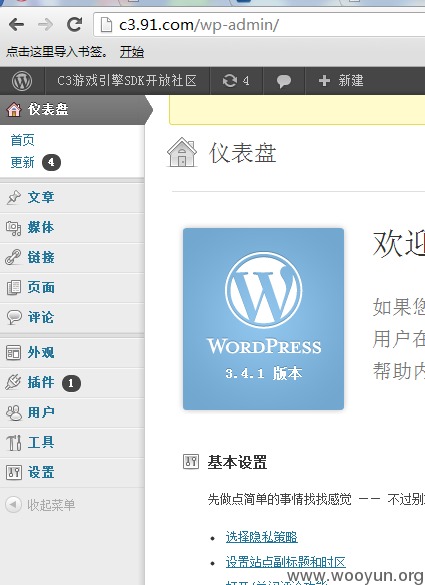 c3.91.com/wp-admin/
点击这里导入书签。 开始
C3游戏引擎SDK开放社区 4 新建
仪表盘
首页
更新 4
文章
媒体
链接
页面
评论
外观
插件 1
用户
工具
设置
收起菜单
仪表盘
WORDPRESS
3.4.1 版本
欢迎
如果您
用户在
帮助内
基本设置
先做点简单的事情找找感觉 —— 不过别
选择隐私策略
设置站点副标题和时区
www.wooyun.org